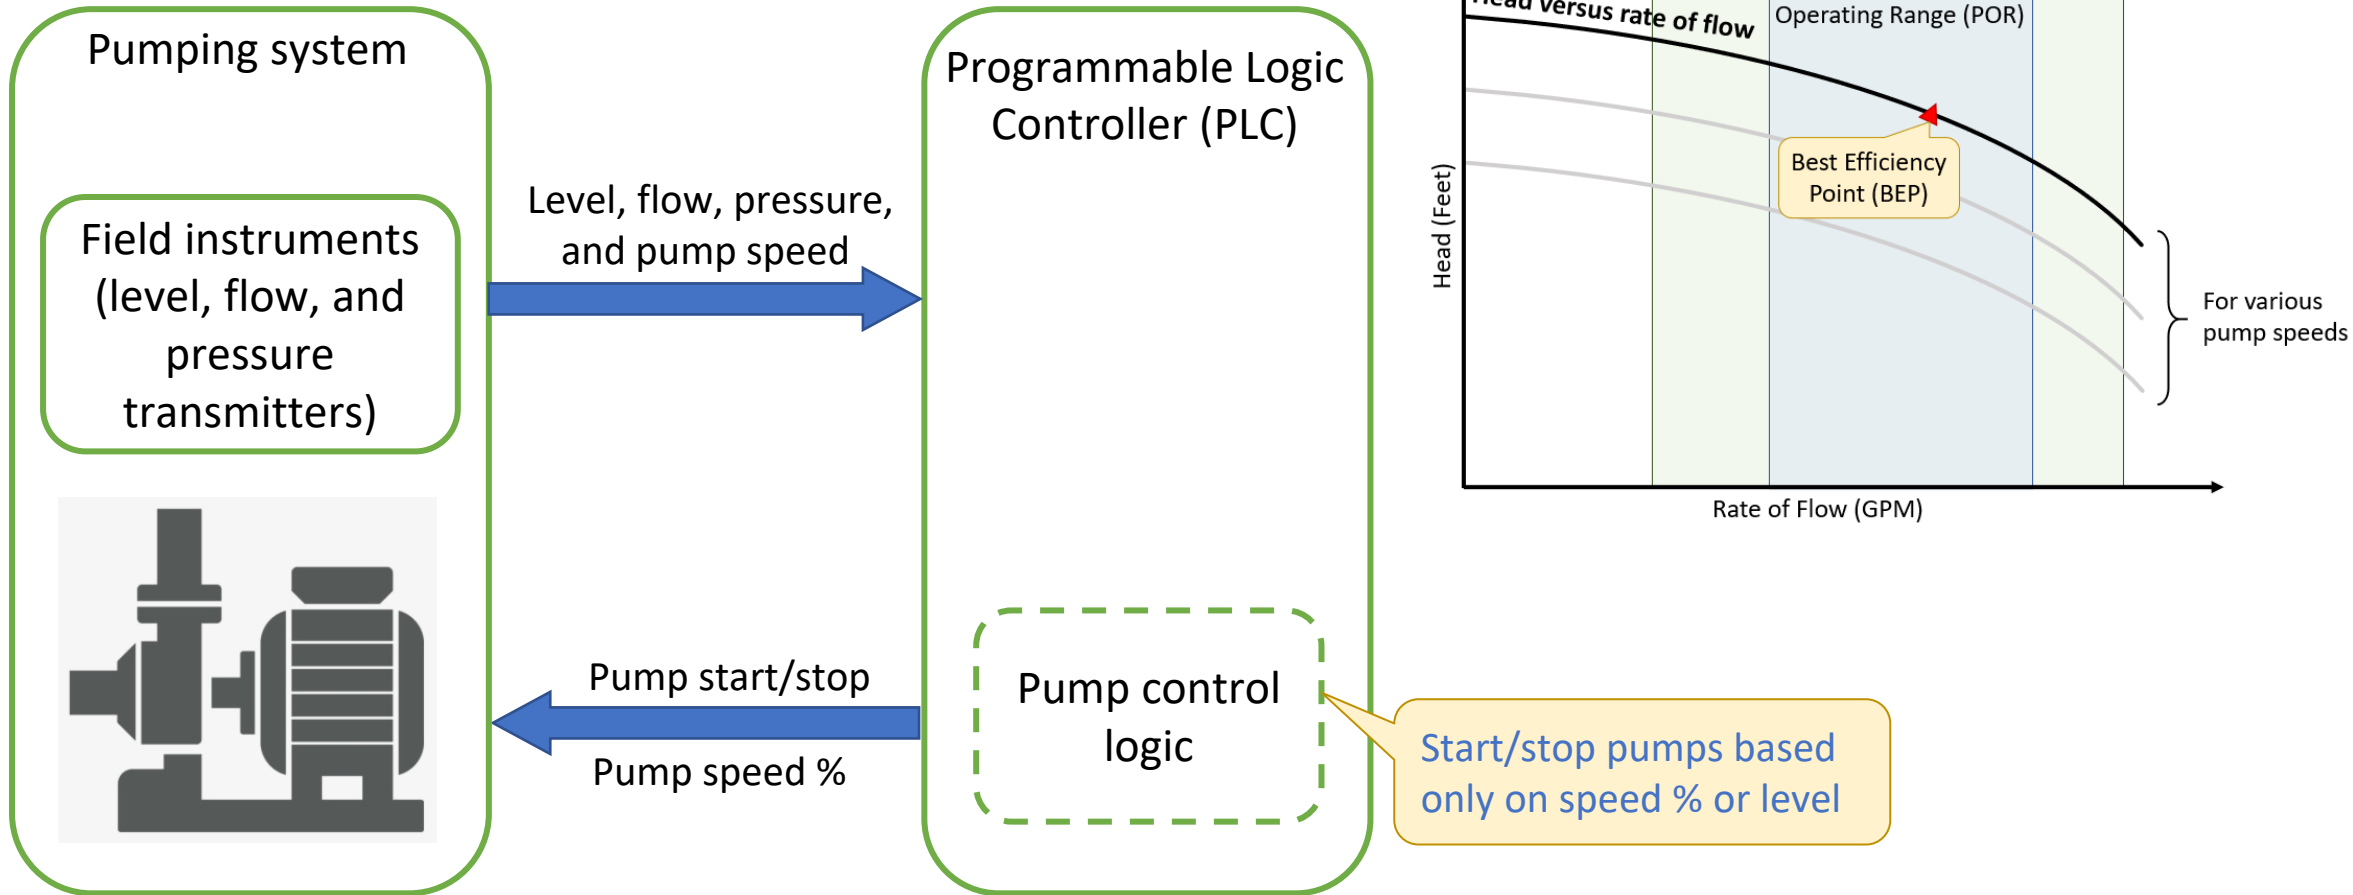 Pumping system
Field instruments
(level, flow, and
pressure
transmitters)
Level, flow, pressure,
and pump speed
Pump start/stop
Pump speed %
Programmable Logic
Controller (PLC)
Pump control
logic
Start/stop pumps based
only on speed % or level
Head versus rate of flow
Operating Range (POR)
Best Efficiency
Point (BEP)
Head (Feet)
For various
pump speeds
Rate of Flow (GPM)